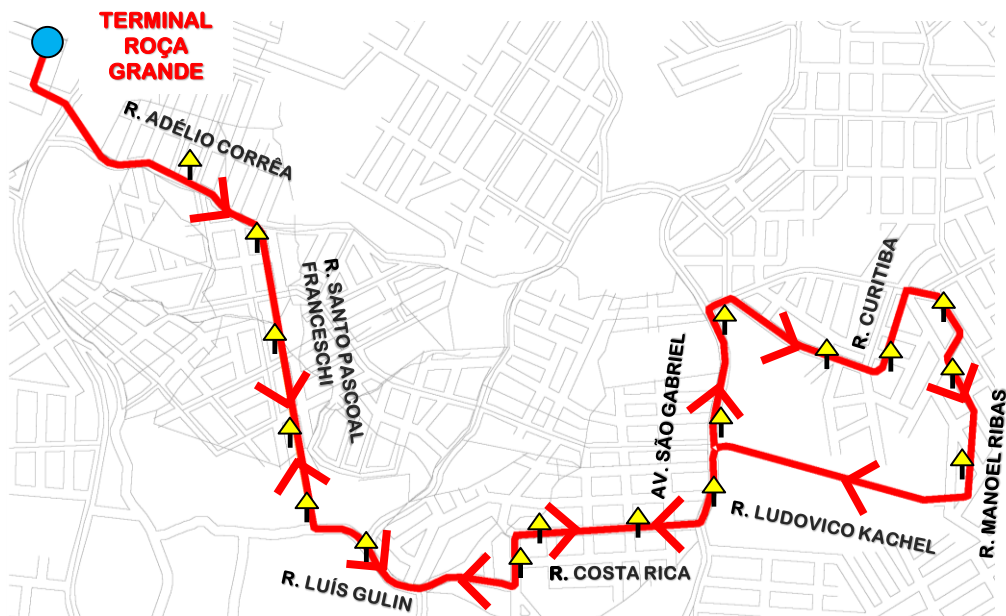 TERMINAL
ROÇA
GRANDE
R. ADÉLIO CORRÊA
R. SANTO PASCOAL
FRANCESCHI
R. CURITIBA
AV. SÃO GABRIEL
R. MANOEL RIBAS
R. LUDOVICO KACHEL
R. COSTA RICA
R. LUÍS GULIN